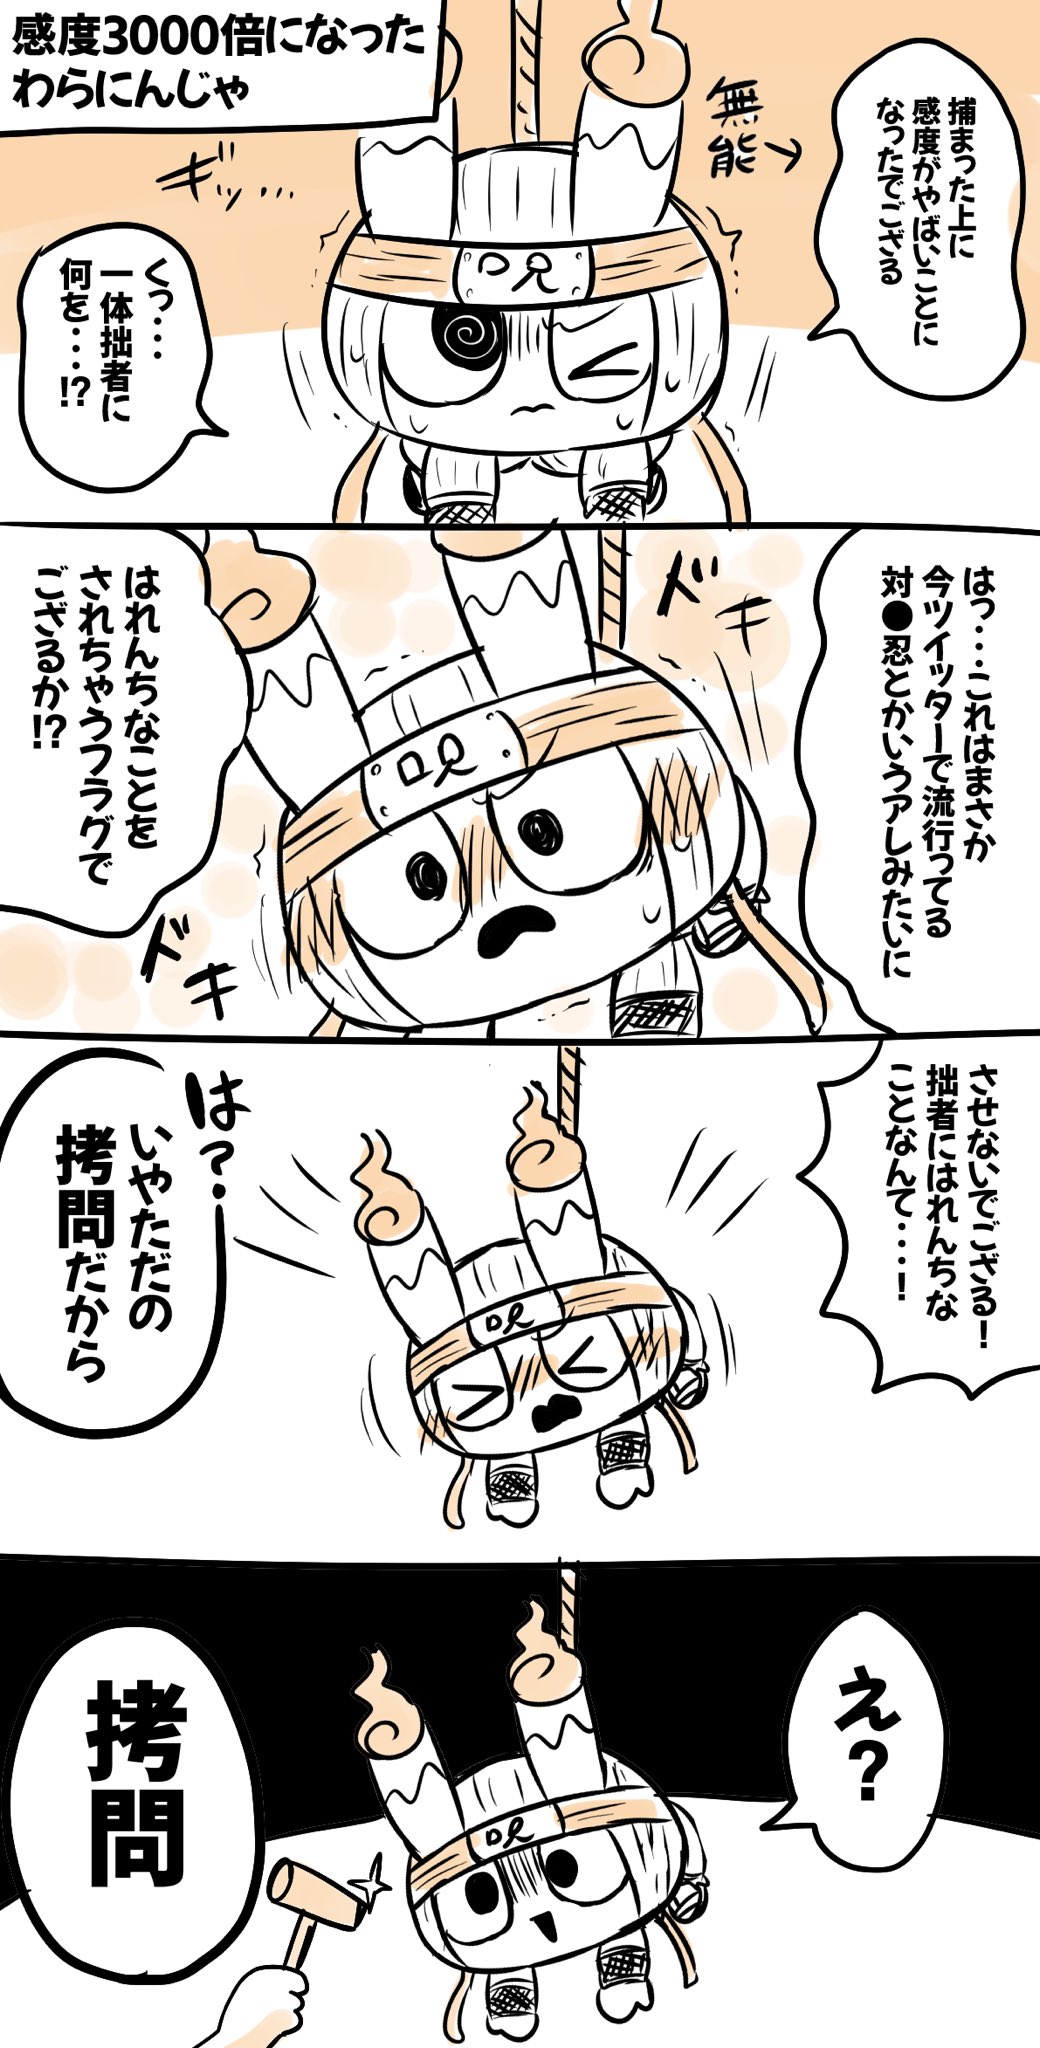 感度3000倍になった
わらにんじゃ
捕まった上に
感度がやばいことに
なったでござる
無能→
ギッ…
呪
くっ・・・
一体拙者に
何を・・・!?
はっ・・・これはまさか
今ツイッターで流行ってる
対●忍とかいうアレみたいに
ドキ
呪
はれんちなことを
されちゃうフラグで
ござるか!?
ドキ
させないでござる!
拙者にはれんちな
ことなんて・・・!
呪
は?
いやただの
拷問だから
え?
呪
拷問